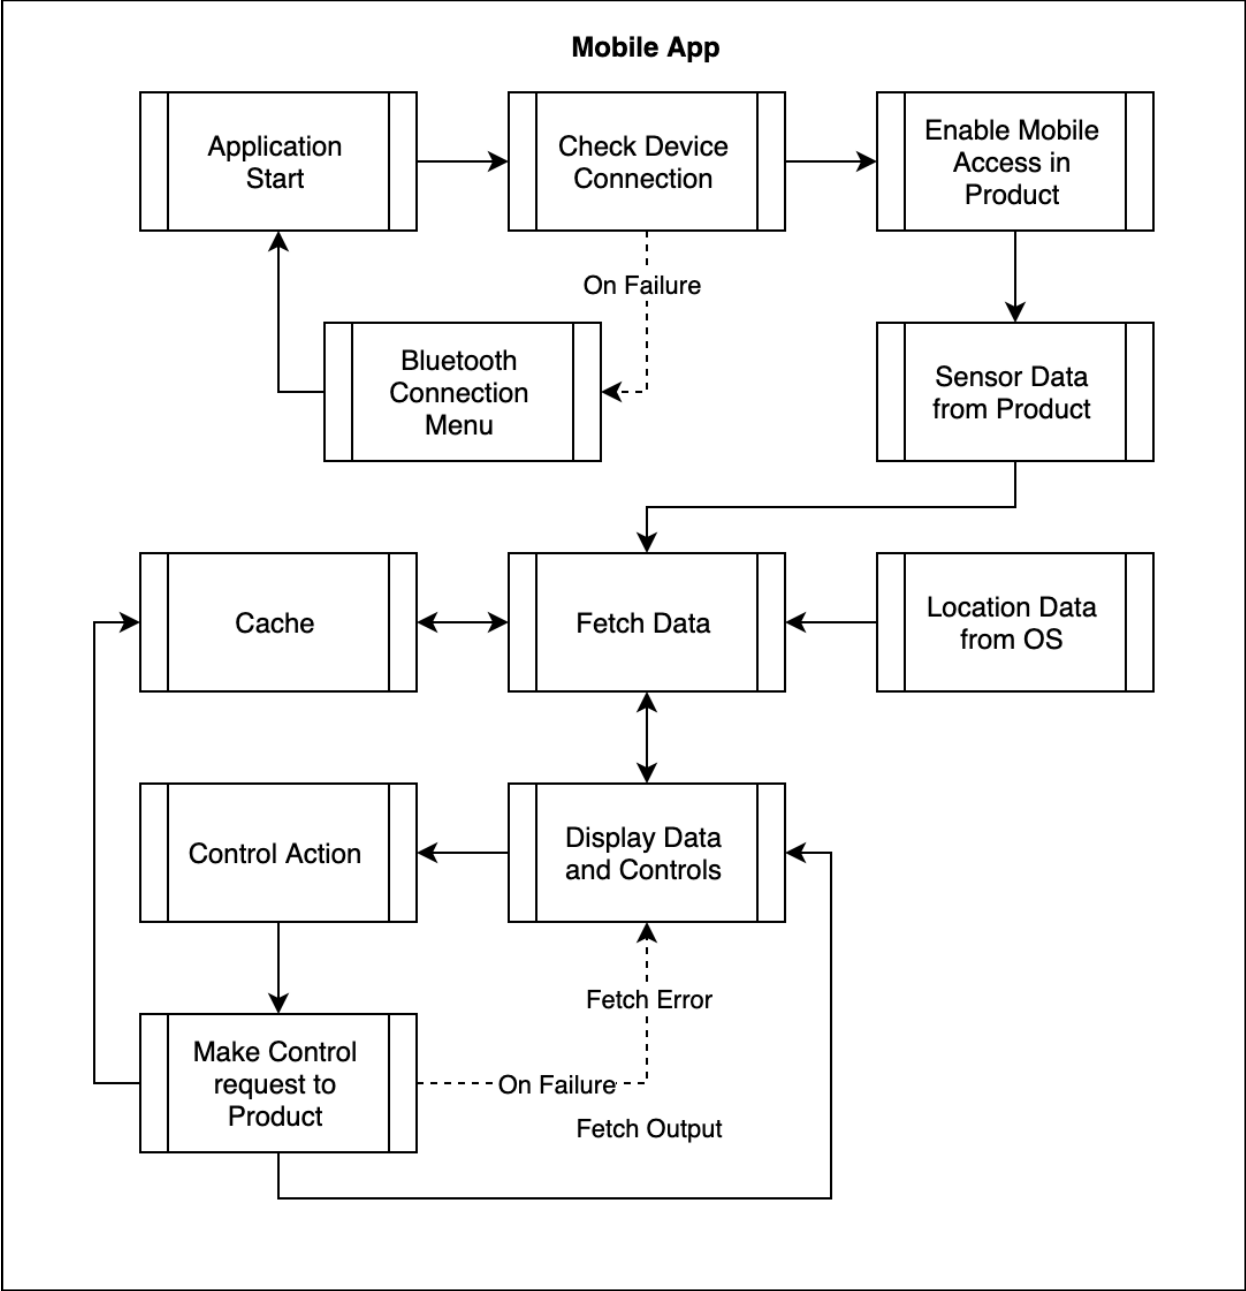 Mobile App
Application
Start
Check Device
Connection
Enable Mobile
Access in
Product
On Failure
Bluetooth
Connection
Menu
Sensor Data
from Product
Cache
Fetch Data
Location Data
from OS
Control Action
Display Data
and Controls
Fetch Error
Make Control
request to
Product
On Failure
Fetch Output